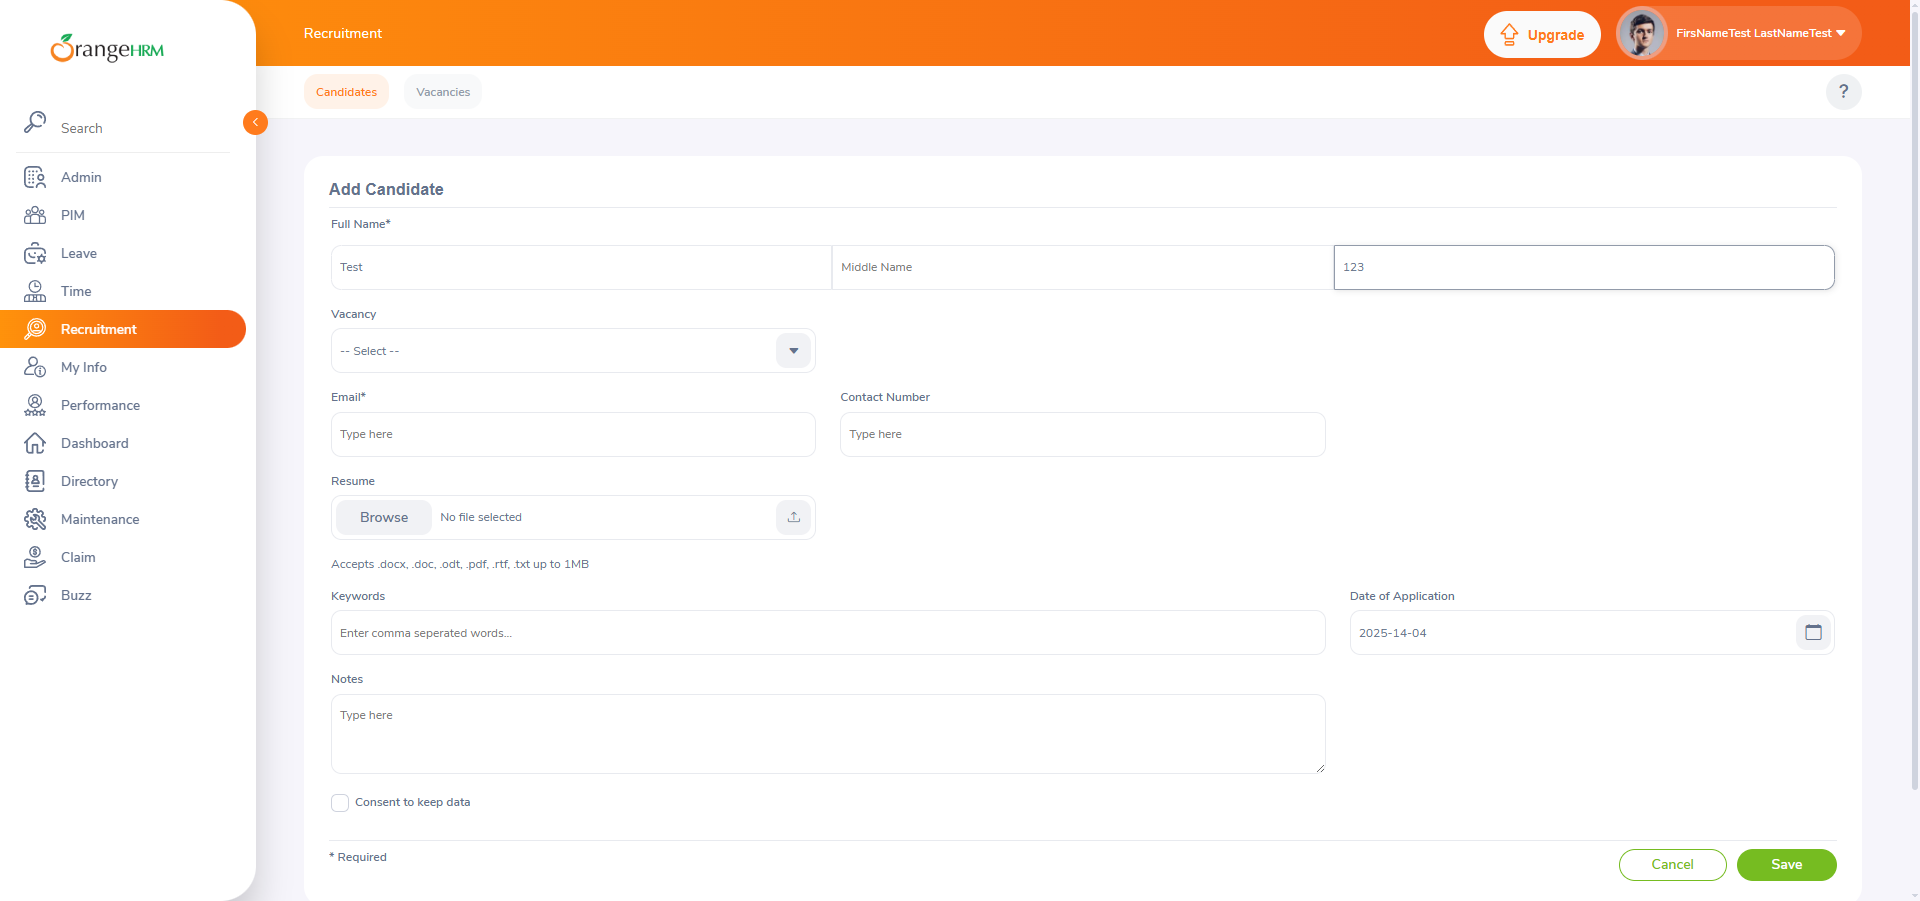 OrangeHRM
Recruitment
Upgrade
FirsNameTest LastNameTest
Candidates
Vacancies
?
Search
Admin
PIM
Leave
Time
Recruitment
My Info
Performance
Dashboard
Directory
Maintenance
Claim
Buzz
Add Candidate
Full Name*
Test
Middle Name
123
Vacancy
-- Select --
Email*
Contact Number
Type here
Type here
Resume
Browse
No file selected
Accepts .docx, .doc, .odt, .pdf, .rtf, .txt up to 1MB
Keywords
Date of Application
Enter comma seperated words...
2025-14-04
Notes
Type here
Consent to keep data
* Required
Cancel
Save